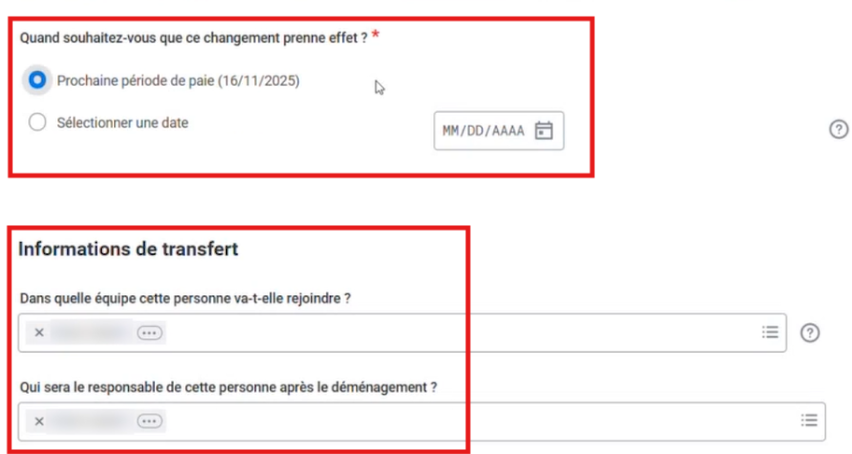 Quand souhaitez-vous que ce changement prenne effet ? *
Prochaine période de paie (16/11/2025)
Sélectionner une date
MM/DD/AAAA
Informations de transfert
Dans quelle équipe cette personne va-t-elle rejoindre ?
Qui sera le responsable de cette personne après le déménagement ?